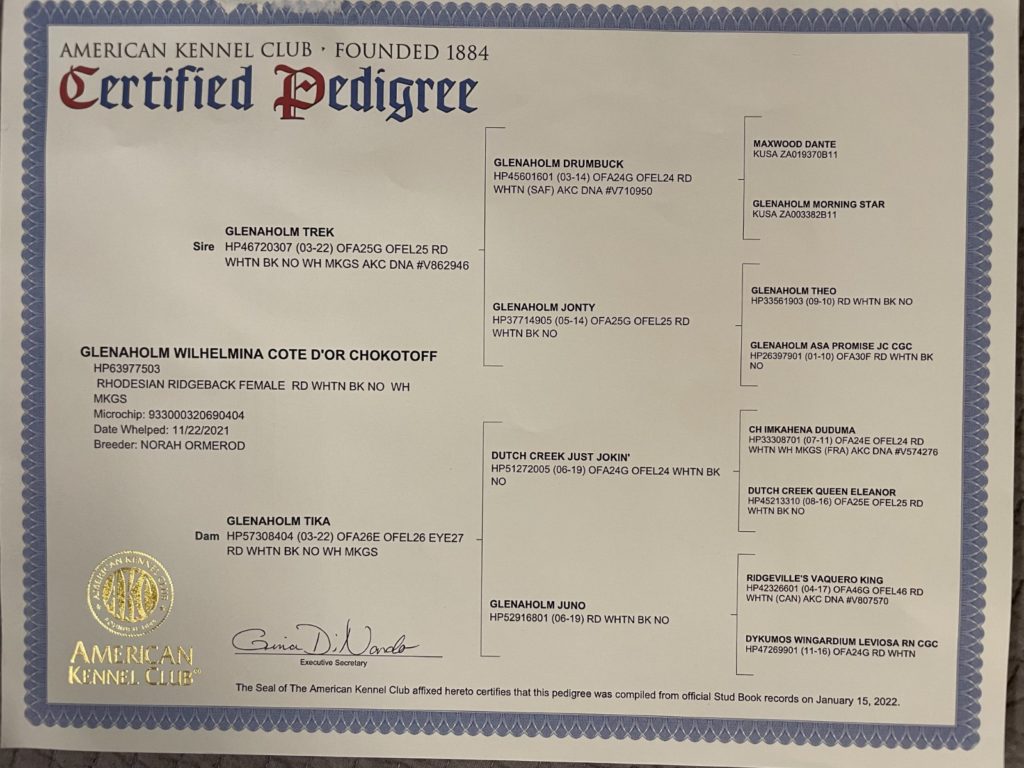 AMERICAN KENNEL CLUB · FOUNDED 1884
Certified Pedigree
GLENAHOLM WILHELMINA COTE D'OR CHOKOTOFF
HP63977503
RHODESIAN RIDGEBACK FEMALE RD WHTN BK NO WH
MKGS
Microchip: 933000320690404
Date Whelped: 11/22/2021
Breeder: NORAH ORMEROD
GLENAHOLM TREK
Sire HP46720307 (03-22) OFA25G OFEL25 RD
WHTN BK NO WH MKGS AKC DNA #V862946
GLENAHOLM TIKA
Dam HP57308404 (03-22) OFA26E OFEL26 EYE27
RD WHTN BK NO WH MKGS
GLENAHOLM DRUMBUCK
HP45601601 (03-14) OFA24G OFEL24 RD
WHTN (SAF) AKC DNA #V710950
GLENAHOLM JONTY
HP37714905 (05-14) OFA25G OFEL25 RD
WHTN BK NO
DUTCH CREEK JUST JOKIN'
HP51272005 (06-19) OFA24G OFEL24 WHTN BK
NO
GLENAHOLM JUNO
HP52916801 (06-19) RD WHTN BK NO
MAXWOOD DANTE
KUSA ZA019370B11
GLENAHOLM MORNING STAR
KUSA ZA003382B11
GLENAHOLM THEO
HP33561903 (09-10) RD WHTN BK NO
GLENAHOLM ASA PROMISE JC CGC
HP26397901 (01-10) OFA30F RD WHTN BK
NO
CH IMKAHENA DUDUMA
HP33308701 (07-11) OFA24E OFEL24 RD
WHTN WH MKGS (FRA) AKC DNA #V574276
DUTCH CREEK QUEEN ELEANOR
HP45213310 (08-16) OFA25E OFEL25 RD
WHTN BK NO
RIDGEVILLE'S VAQUERO KING
HP42326601 (04-17) OFA46G OFEL46 RD
WHTN (CAN) AKC DNA #V807570
DYKUMOS WINGARDIUM LEVIOSA RN CGC
HP47269901 (11-16) OFA24G RD WHTN
AMERICAN KENNEL CLUB
AKC
AMERICAN
KENNEL CLUB®
Gina DiNardo
Executive Secretary
The Seal of The American Kennel Club affixed hereto certifies that this pedigree was compiled from official Stud Book records on January 15, 2022.